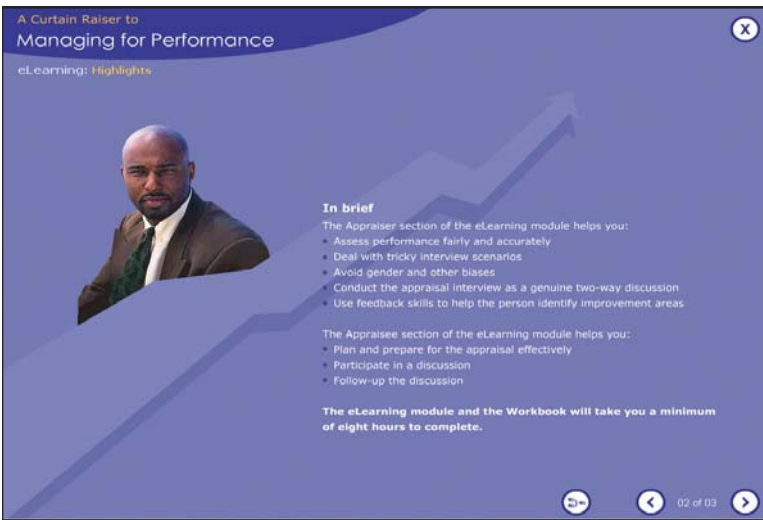 A Curtain Raiser to
Managing for Performance
X
eLearning: Highlights
In brief
The Appraiser section of the eLearning module helps you:
• Assess performance fairly and accurately
• Deal with tricky interview scenarios
• Avoid gender and other biases
• Conduct the appraisal interview as a genuine two-way discussion
• Use feedback skills to help the person identify improvement areas
The Appraisee section of the eLearning module helps you:
• Plan and prepare for the appraisal effectively
• Participate in a discussion
• Follow-up the discussion
The eLearning module and the Workbook will take you a minimum
of eight hours to complete.
02 of 03